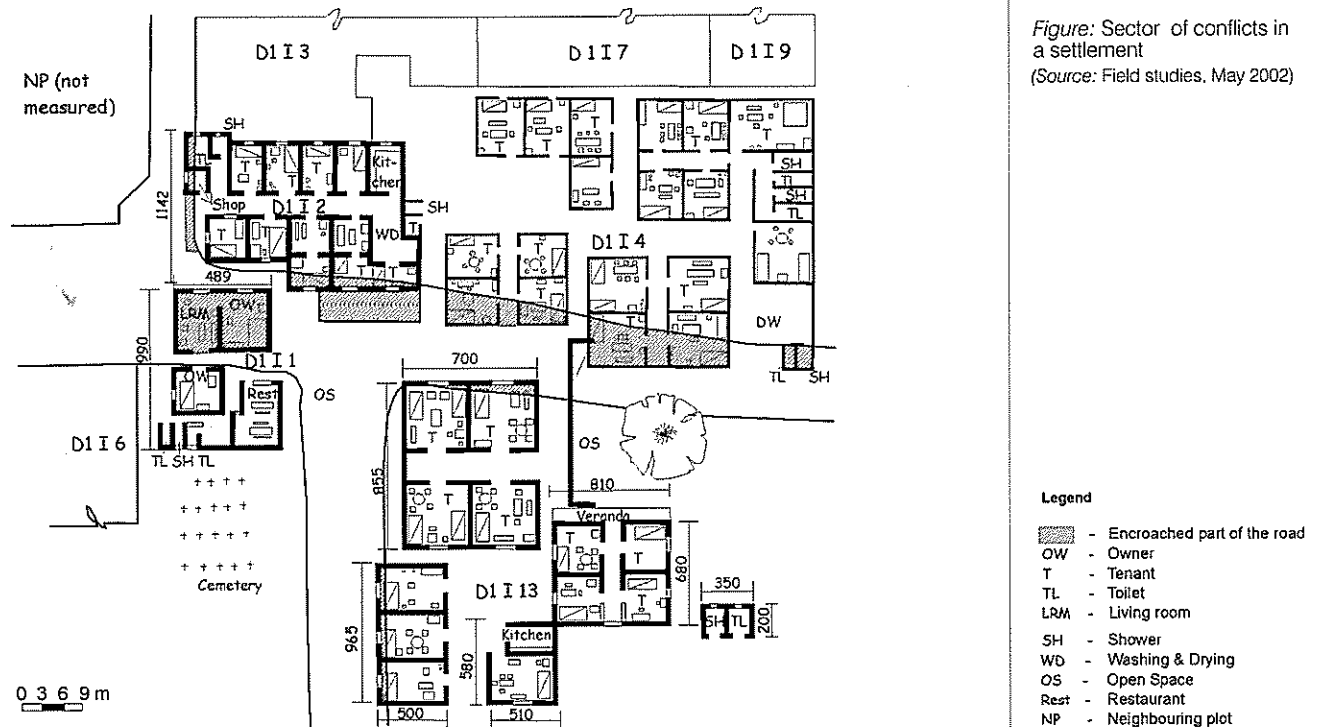 Figure: Sector of conflicts in
a settlement
(Source: Field studies, May 2002)
D1 I 3
D1 I 7
D1 I 9
NP (not
measured)
SH
TL
T
T
T
Kit-
cher
Shop
D1 I 2
SH
T
T
T
WD
T
T
1142
489
T
T
T
T
T
SH
TL
SH
TL
D1 I 4
T
T
T
T
T
DW
TL
SH
LRM
OW
990
D1 I 1
OW
Rest
OS
D1 I 6
TL SH TL
Cemetery
700
T
T
855
T
T
OS
810
Veranda
T
T
T
680
D1 I 13
965
T
T
580
Kitchen
T
500
510
350
SH
TL
200
0 3 6 9 m
Legend
- Encroached part of the road
OW - Owner
T - Tenant
TL - Toilet
LRM - Living room
SH - Shower
WD - Washing & Drying
OS - Open Space
Rest - Restaurant
NP - Neighbouring plot